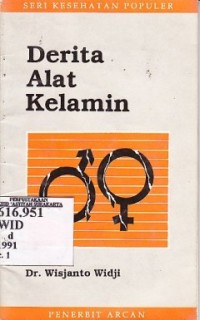 SERI KESEHATAN POPULER
Derita
Alat
Kelamin
PERPUSTAKAAN
616.951
WID
d
1991
c. 1
Dr. Wisjanto Widji
PENERBIT ARCAN